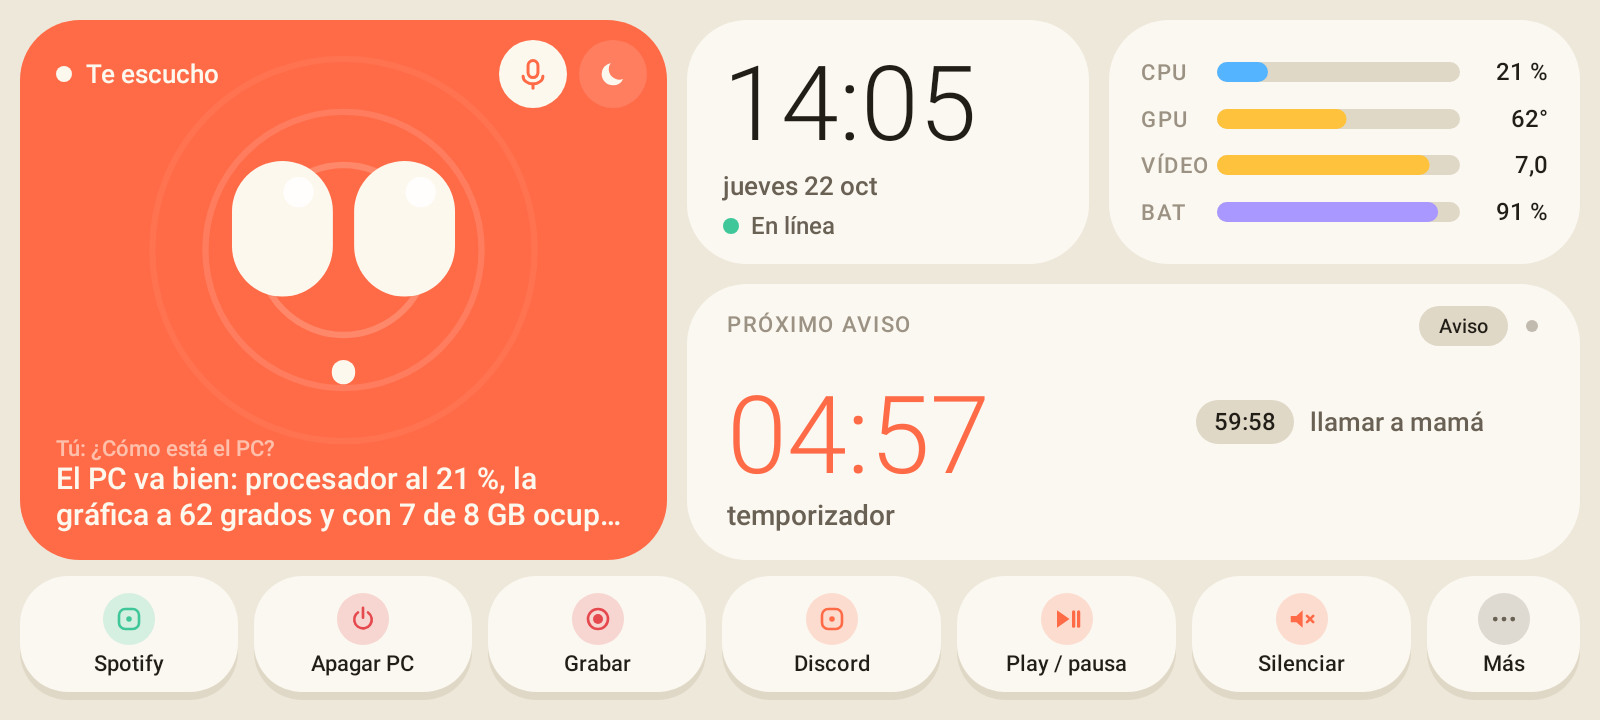 Te escucho
Tú: ¿Cómo está el PC?
El PC va bien: procesador al 21 %, la
gráfica a 62 grados y con 7 de 8 GB ocup…
14:05
jueves 22 oct
En línea
CPU 21 %
GPU 62°
VÍDEO 7,0
BAT 91 %
PRÓXIMO AVISO
Aviso
04:57
temporizador
59:58 llamar a mamá
Spotify
Apagar PC
Grabar
Discord
Play / pausa
Silenciar
Más